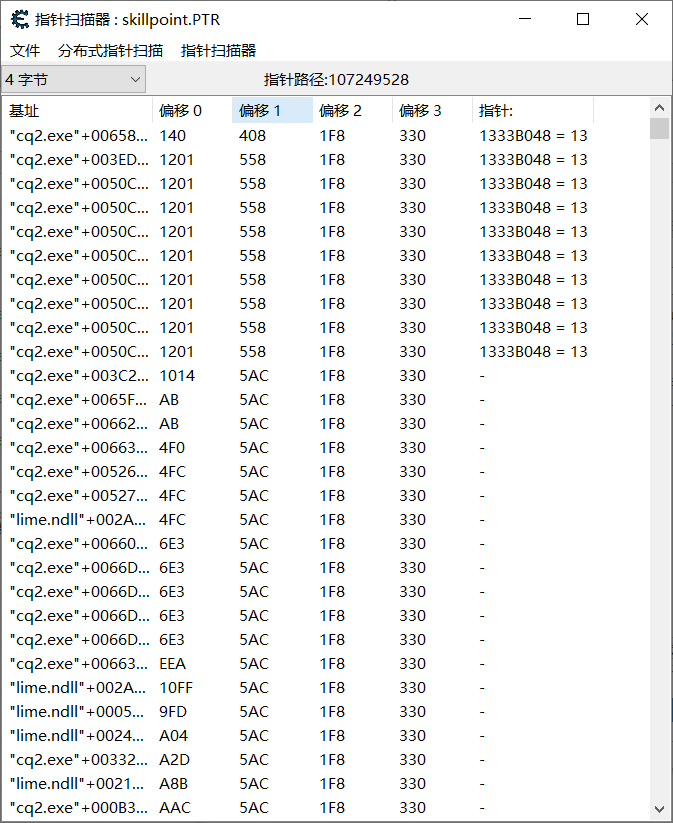 指针扫描器 : skillpoint.PTR
文件 分布式指针扫描 指针扫描器
4 字节 指针路径:107249528
基址 偏移 0 偏移 1 偏移 2 偏移 3 指针:
"cq2.exe"+00658... 140 408 1F8 330 1333B048 = 13
"cq2.exe"+003ED... 1201 558 1F8 330 1333B048 = 13
"cq2.exe"+0050C... 1201 558 1F8 330 1333B048 = 13
"cq2.exe"+0050C... 1201 558 1F8 330 1333B048 = 13
"cq2.exe"+0050C... 1201 558 1F8 330 1333B048 = 13
"cq2.exe"+0050C... 1201 558 1F8 330 1333B048 = 13
"cq2.exe"+0050C... 1201 558 1F8 330 1333B048 = 13
"cq2.exe"+0050C... 1201 558 1F8 330 1333B048 = 13
"cq2.exe"+0050C... 1201 558 1F8 330 1333B048 = 13
"cq2.exe"+0050C... 1201 558 1F8 330 1333B048 = 13
"cq2.exe"+003C2... 1014 5AC 1F8 330 -
"cq2.exe"+0065F... AB 5AC 1F8 330 -
"cq2.exe"+00662... AB 5AC 1F8 330 -
"cq2.exe"+00663... 4F0 5AC 1F8 330 -
"cq2.exe"+00526... 4FC 5AC 1F8 330 -
"cq2.exe"+00527... 4FC 5AC 1F8 330 -
"lime.ndll"+002A... 4FC 5AC 1F8 330 -
"cq2.exe"+00660... 6E3 5AC 1F8 330 -
"cq2.exe"+0066D... 6E3 5AC 1F8 330 -
"cq2.exe"+0066D... 6E3 5AC 1F8 330 -
"cq2.exe"+0066D... 6E3 5AC 1F8 330 -
"cq2.exe"+0066D... 6E3 5AC 1F8 330 -
"cq2.exe"+00663... EEA 5AC 1F8 330 -
"lime.ndll"+002A... 10FF 5AC 1F8 330 -
"lime.ndll"+0005... 9FD 5AC 1F8 330 -
"lime.ndll"+0024... A04 5AC 1F8 330 -
"cq2.exe"+00332... A2D 5AC 1F8 330 -
"lime.ndll"+0021... A8B 5AC 1F8 330 -
"cq2.exe"+000B3... AAC 5AC 1F8 330 -